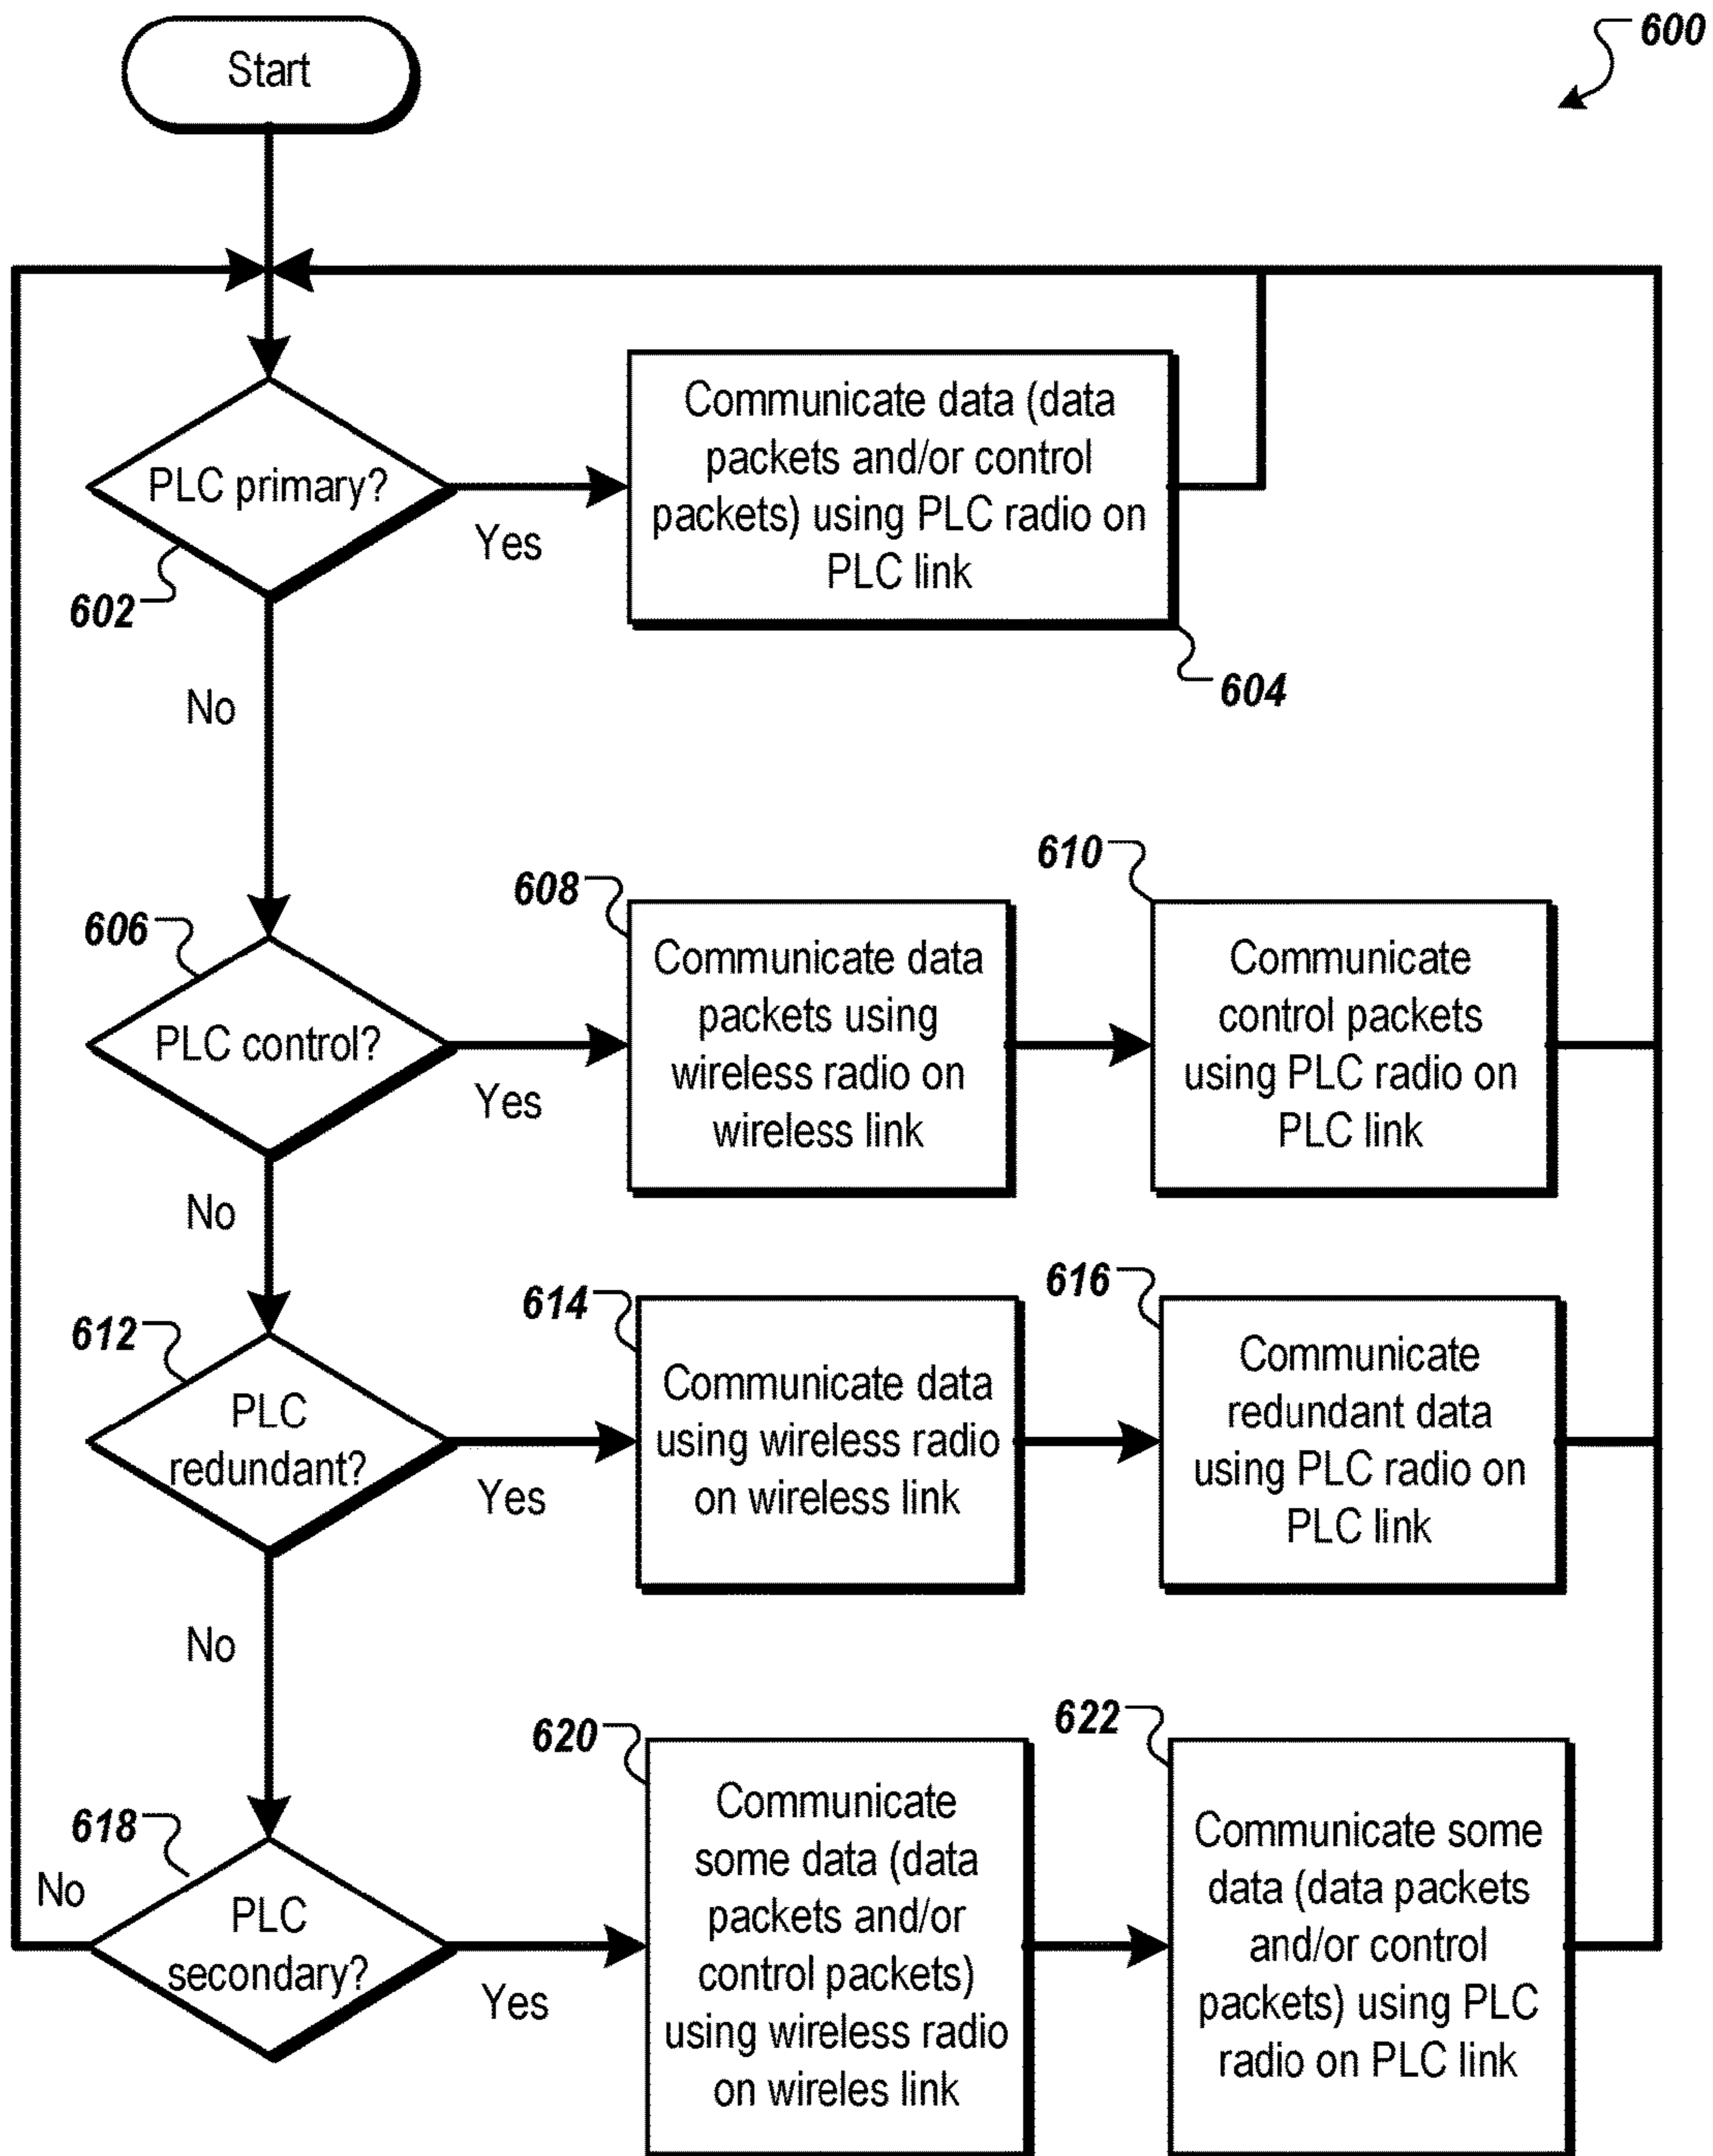 600
Start
PLC primary?
Yes
602
No
Communicate data (data
packets and/or control
packets) using PLC radio on
PLC link
604
606
PLC control?
Yes
No
608
Communicate data
packets using
wireless radio on
wireless link
610
Communicate
control packets
using PLC radio on
PLC link
612
PLC
redundant?
Yes
No
614
Communicate data
using wireless radio
on wireless link
616
Communicate
redundant data
using PLC radio on
PLC link
618
No
PLC
secondary?
Yes
620
Communicate
some data (data
packets and/or
control packets)
using wireless radio
on wireles link
622
Communicate some
data (data packets
and/or control
packets) using PLC
radio on PLC link